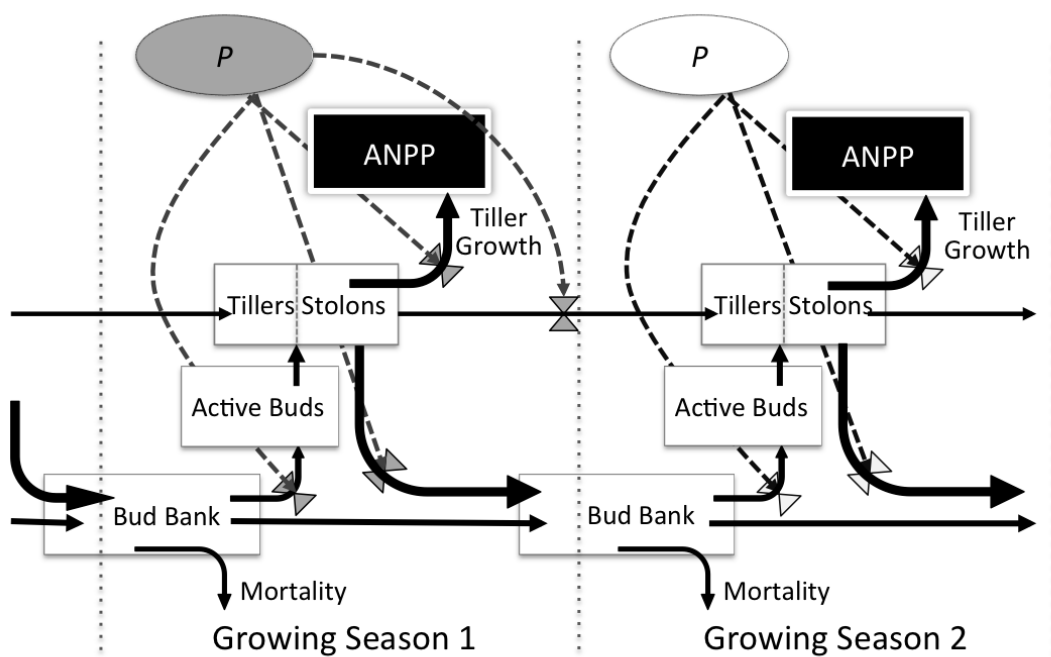 P
P
ANPP
ANPP
Tiller
Growth
Tiller
Growth
Tillers Stolons
Tillers Stolons
Active Buds
Active Buds
Bud Bank
Bud Bank
Mortality
Mortality
Growing Season 1
Growing Season 2